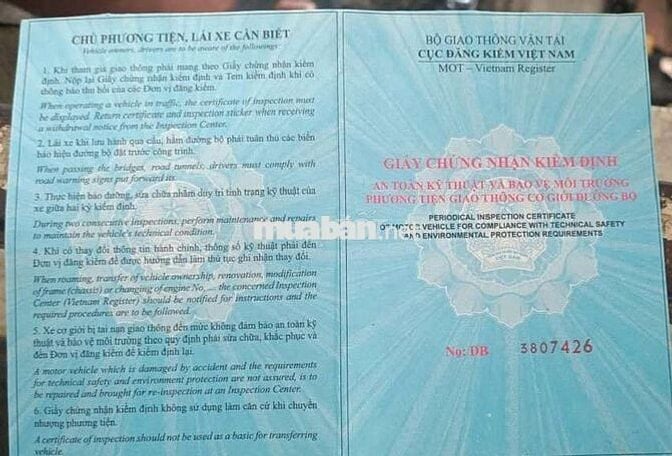 CHỦ PHƯƠNG TIỆN, LÁI XE CẦN BIẾT
Vehicle owners, drivers are to be aware of the followings:
1. Khi tham giá giao thông phải mang theo Giấy chứng nhận kiểm
định. Nộp lại Giấy chứng nhận kiểm định và Tem kiểm định khi có
thông báo thu hồi của các Đơn vị đăng kiểm.
When operating a vehicle in traffic, the certificate of inspection must
be displayed. Return certificate and inspection sticker when receiving
a withdrawal notice from the Inspection Center.
2. Lái xe khi lưu hành qua cầu, hầm đường bộ phải tuân thủ các biển
báo hiệu đường bộ đặt trước công trình.
When passing the bridges, road tunnels, drivers must comply with
road warning signs put forward its.
3. Thực hiện bảo dưỡng, sửa chữa nhằm duy trì tình trạng kỹ thuật của
xe giữa hai kỳ kiểm định.
During two consecutive inspections, perform maintenance and repairs
to maintain the vehicle's technical condition.
4. Khi có thay đổi thông tin hành chính, thông số kỹ thuật phải đến
Đơn vị đăng kiểm để được hướng dẫn làm thủ tục ghi nhận thay đổi.
When roaming, transfer of vehicle ownership, renovation, modification
of frame (chassis) or changing of engine No,... the concerned Inspection
Center (Vietnam Register) should be notified for instructions and the
required procedures are to be followed.
5. Xe cơ giới bị tai nạn giao thông đến mức không đảm bảo an toàn kỹ
thuật và bảo vệ môi trường theo quy định phải sửa chữa, khắc phục và
đến Đơn vị đăng kiểm để kiểm định lại.
A motor vehicle which is damaged by accident and the requirements
for technical safety and environment protection are not assured, is to
be repaired and brought for re-inspection at an Inspection Center.
6. Giấy chứng nhận kiểm định không sử dụng làm căn cứ khi chuyển
nhượng phương tiện.
A certificate of inspection should not be used as a basic for transferring
vehicle.
BỘ GIAO THÔNG VẬN TẢI
CỤC ĐĂNG KIỂM VIỆT NAM
MOT – Vietnam Register
GIẤY CHỨNG NHẬN KIỂM ĐỊNH
AN TOÀN KỸ THUẬT VÀ BẢO VỆ MÔI TRƯỜNG
PHƯƠNG TIỆN GIAO THÔNG CƠ GIỚI ĐƯỜNG BỘ
PERIODICAL INSPECTION CERTIFICATE
OF MOTOR VEHICLE FOR COMPLIANCE WITH TECHNICAL SAFETY
AND ENVIRONMENTAL PROTECTION REQUIREMENTS
VIỆT NAM
No: DB 3807426
muaban.net